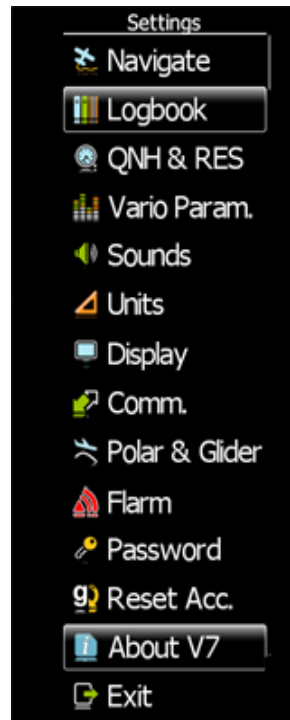 Settings
Navigate
Logbook
QNH & RES
Vario Param.
Sounds
Units
Display
Comm.
Polar & Glider
Flarm
Password
Reset Acc.
About V7
Exit